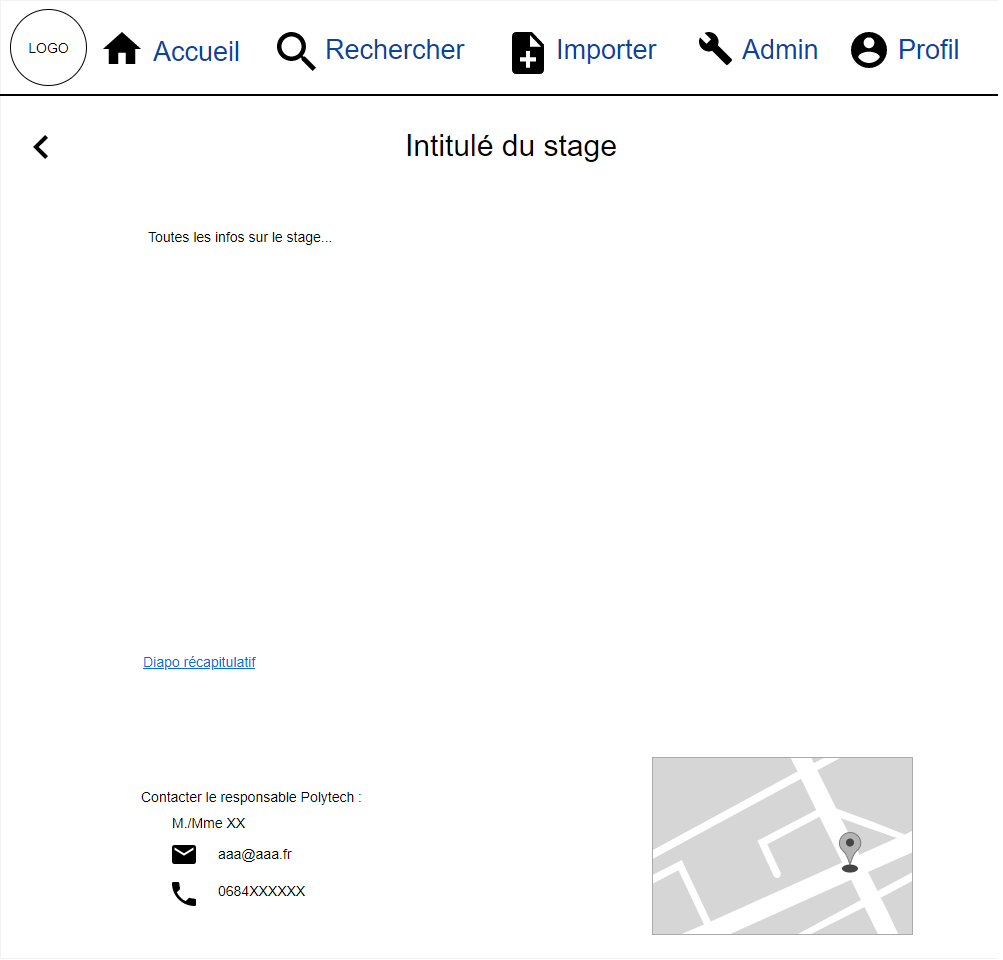 LOGO Accueil Rechercher Importer Admin Profil
Intitulé du stage
Toutes les infos sur le stage...
Diapo récapitulatif
Contacter le responsable Polytech :
M./Mme XX
aaa@aaa.fr
0684XXXXXX